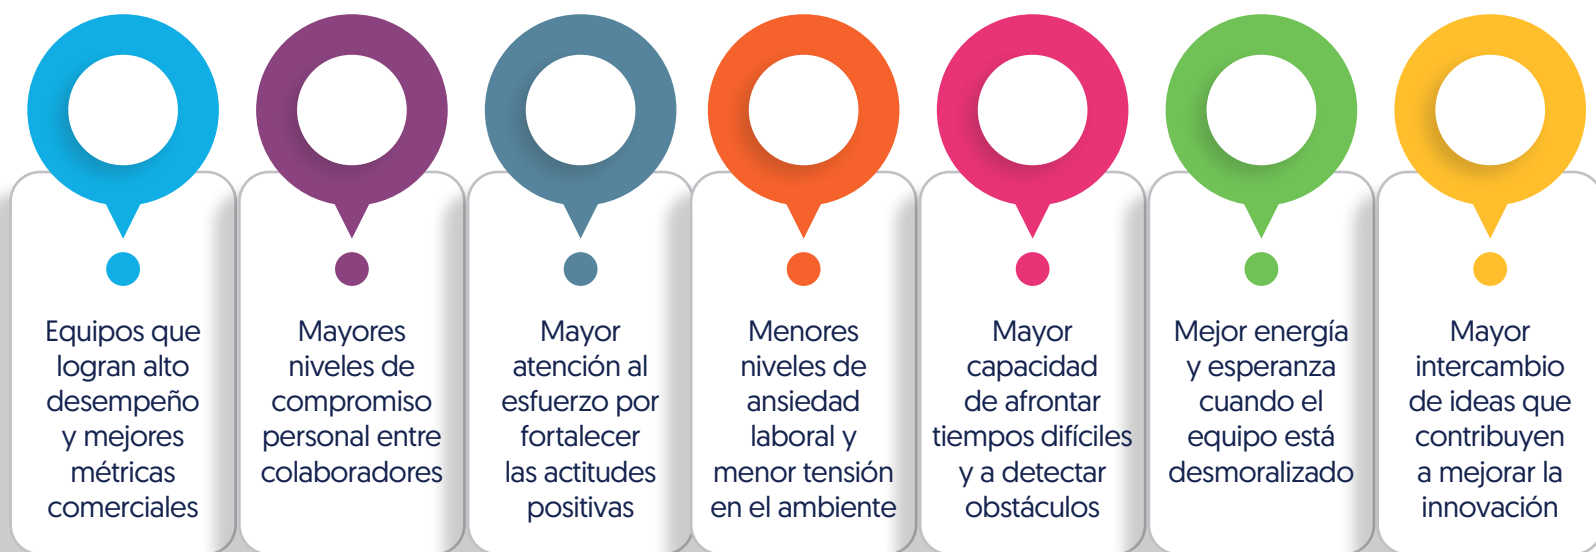 Equipos que
logran alto
desempeño
y mejores
métricas
comerciales
Mayores
niveles de
compromiso
personal entre
colaboradores
Mayor
atención al
esfuerzo por
fortalecer
las actitudes
positivas
Menores
niveles de
ansiedad
laboral y
menor tensión
en el ambiente
Mayor
capacidad
de afrontar
tiempos difíciles
y a detectar
obstáculos
Mejor energía
y esperanza
cuando el
equipo está
desmoralizado
Mayor
intercambio
de ideas que
contribuyen
a mejorar la
innovación